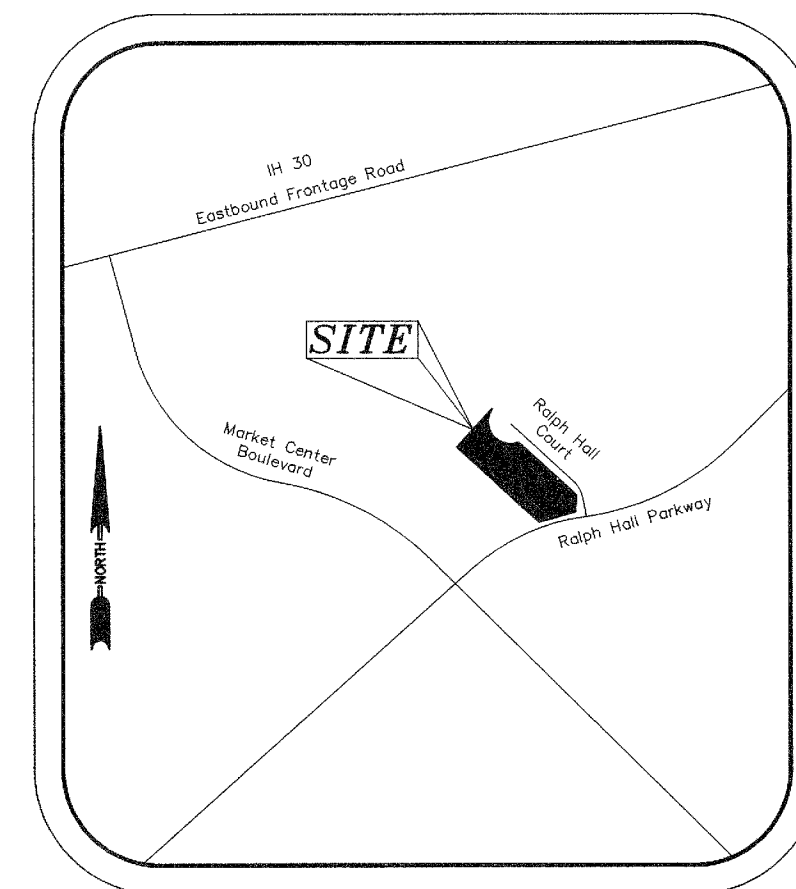 IH 30
Eastbound Frontage Road
SITE
Ralph Hall
Court
Market Center
Boulevard
Ralph Hall Parkway
NORTH